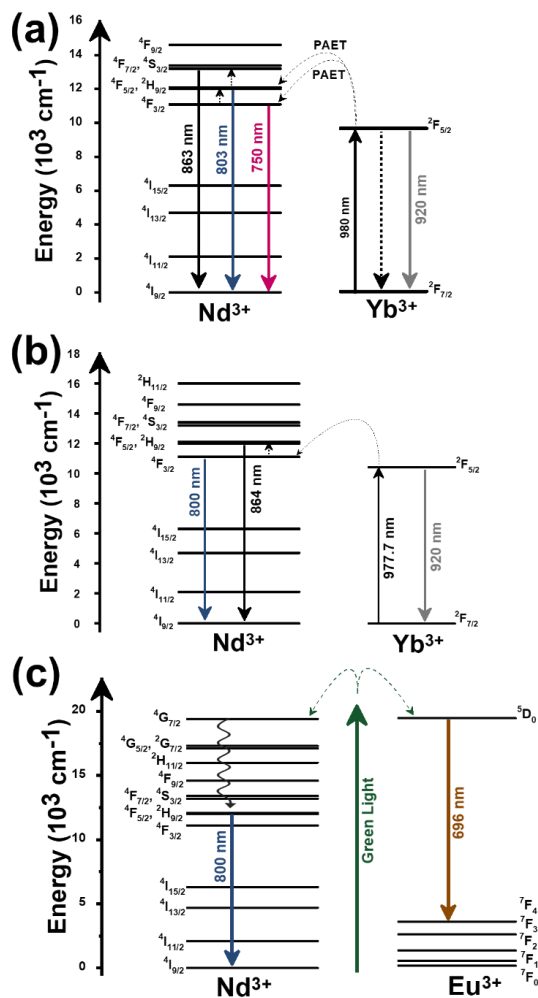 (a)
Energy (10³ cm⁻¹)
16
14
12
10
8
6
4
2
0
⁴F₉/₂
⁴F₇/₂, ⁴S₃/₂
⁴F₅/₂, ²H₉/₂
⁴F₃/₂
⁴I₁₅/₂
⁴I₁₃/₂
⁴I₁₁/₂
⁴I₉/₂
863 nm
803 nm
750 nm
Nd³⁺
PAET
PAET
²F₅/₂
980 nm
920 nm
²F₇/₂
Yb³⁺
(b)
Energy (10³ cm⁻¹)
18
16
14
12
10
8
6
4
2
0
²H₁₁/₂
⁴F₉/₂
⁴F₇/₂, ⁴S₃/₂
⁴F₅/₂, ²H₉/₂
⁴F₃/₂
⁴I₁₅/₂
⁴I₁₃/₂
⁴I₁₁/₂
⁴I₉/₂
800 nm
864 nm
Nd³⁺
²F₅/₂
977.7 nm
920 nm
²F₇/₂
Yb³⁺
(c)
Energy (10³ cm⁻¹)
20
15
10
5
0
⁴G₇/₂
⁴G₅/₂, ²G₇/₂
²H₁₁/₂
⁴F₉/₂
⁴F₇/₂, ⁴S₃/₂
⁴F₅/₂, ²H₉/₂
⁴F₃/₂
⁴I₁₅/₂
⁴I₁₃/₂
⁴I₁₁/₂
⁴I₉/₂
800 nm
Nd³⁺
Green Light
⁵D₀
696 nm
⁷F₄
⁷F₃
⁷F₂
⁷F₁
⁷F₀
Eu³⁺